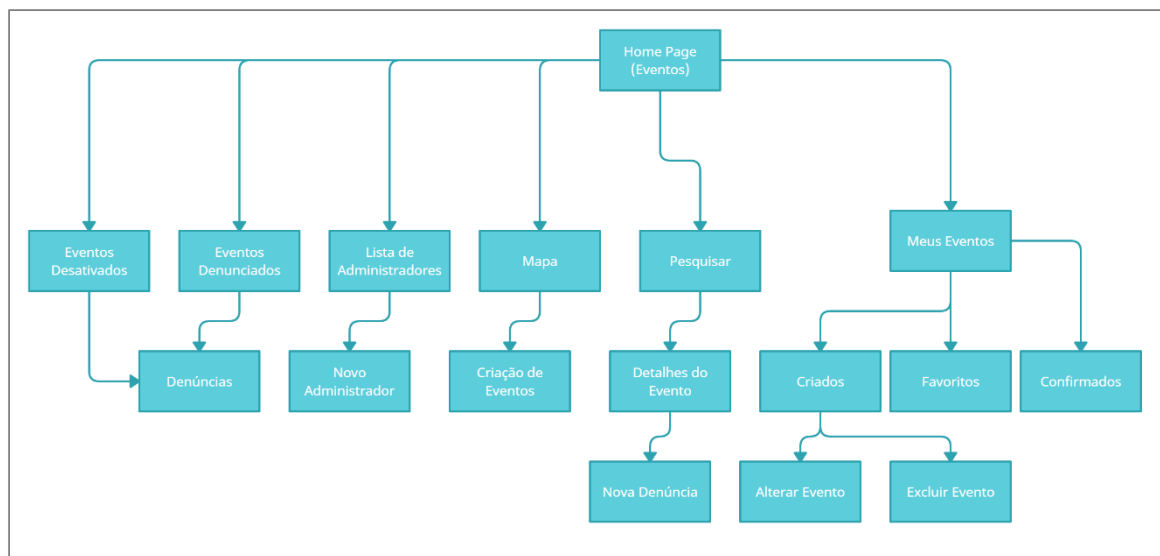 Home Page
(Eventos)
Eventos
Desativados
Eventos
Denunciados
Lista de
Administradores
Mapa
Pesquisar
Meus Eventos
Denúncias
Novo
Administrador
Criação de
Eventos
Detalhes do
Evento
Criados
Favoritos
Confirmados
Nova Denúncia
Alterar Evento
Excluir Evento